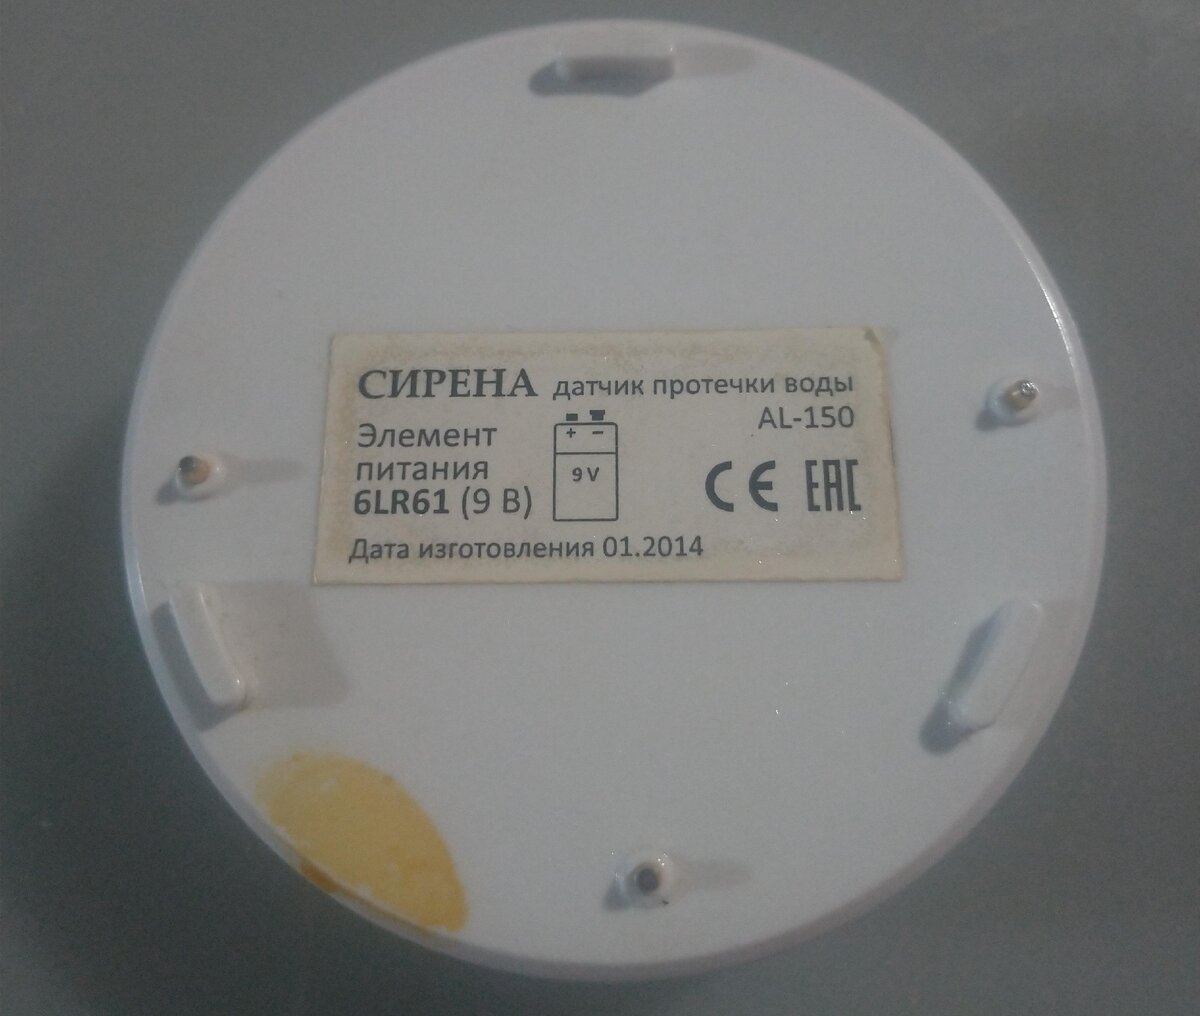 СИРЕНА датчик протечки воды
AL-150
Элемент
питания
6LR61 (9 В)
+ −
9 V
CE EAC
Дата изготовления 01.2014